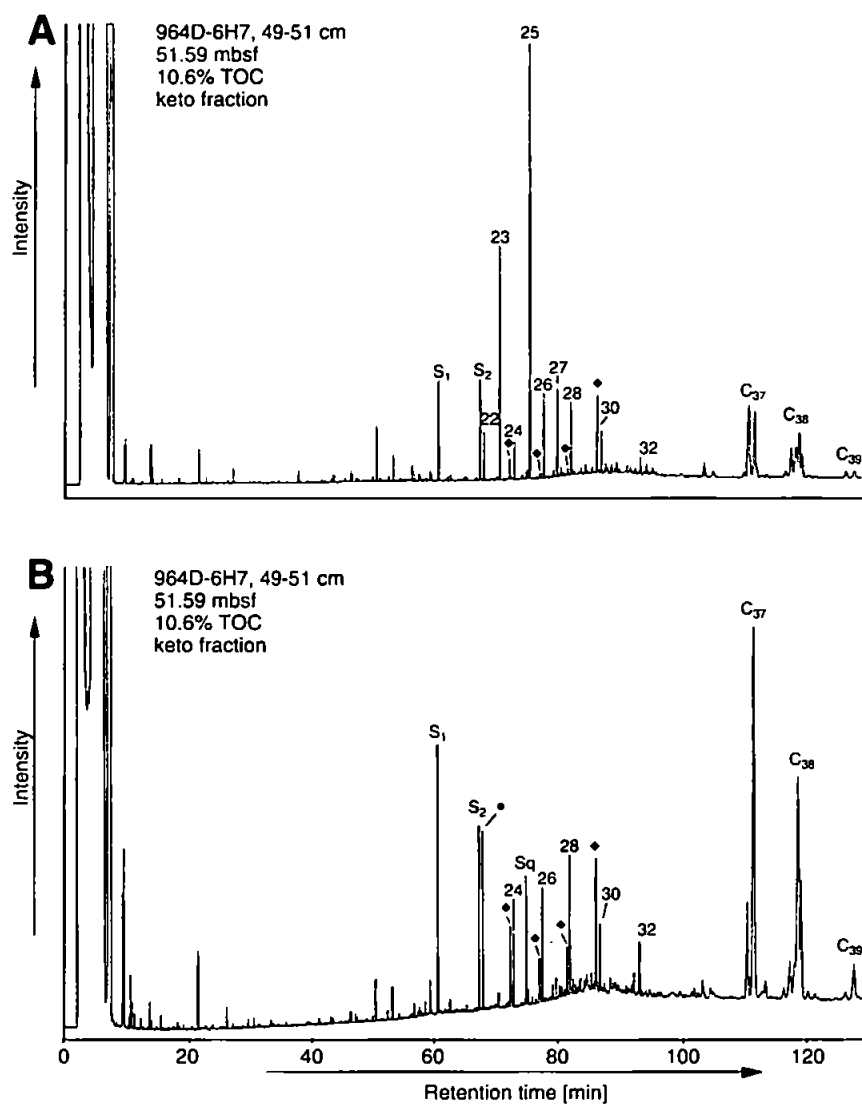 A
964D-6H7, 49-51 cm
51.59 mbsf
10.6% TOC
keto fraction
Intensity
25
23
S1
S2
22
24
26
27
28
30
32
C37
C38
C39
B
964D-6H7, 49-51 cm
51.59 mbsf
10.6% TOC
keto fraction
Intensity
S1
S2
24
Sq
26
28
30
32
C37
C38
C39
0 20 40 60 80 100 120
Retention time [min]